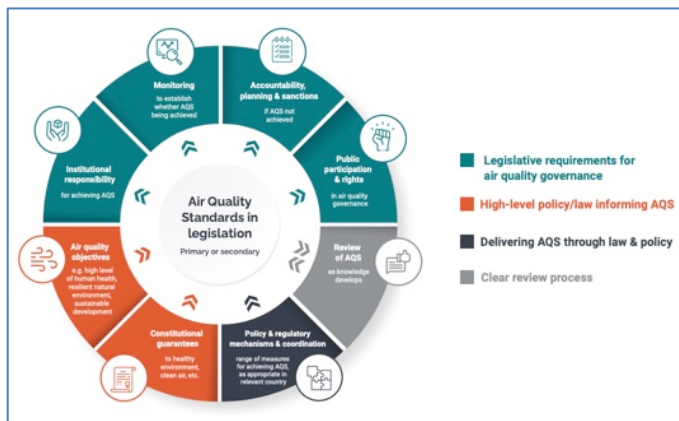 Monitoring
to establish
whether AQS
being achieved
Accountability,
planning & sanctions
if AQS not
achieved
Institutional
responsibility
for achieving AQS
Public
participation
& rights
in air quality
governance
Air Quality
Standards in
legislation
Primary or secondary
Air quality
objectives
e.g. high level
of human health,
resilient natural
environment,
sustainable
development
Review
of AQS
as knowledge
develops
Constitutional
guarantees
to healthy
environment,
clean air, etc.
Policy & regulatory
mechanisms & coordination
range of measures
for achieving AQS,
as appropriate in
relevant country
Legislative requirements for
air quality governance
High-level policy/law informing AQS
Delivering AQS through law & policy
Clear review process